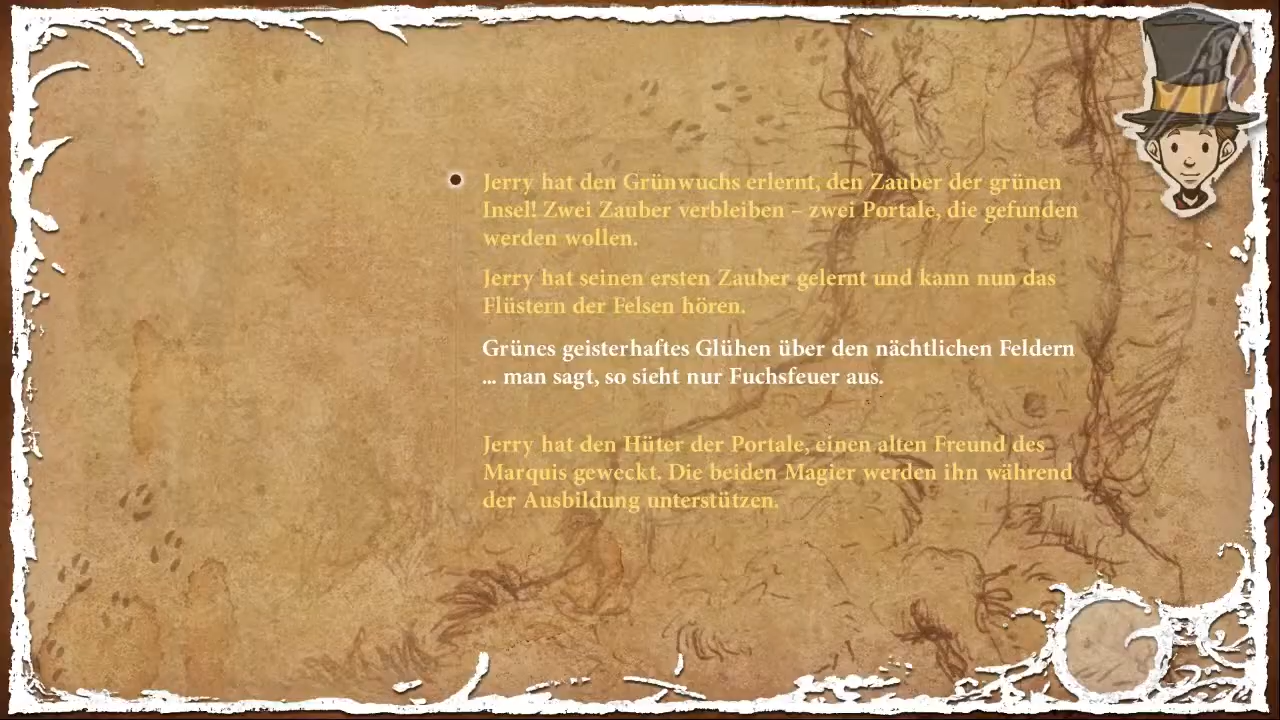 Jerry hat den Grünwuchs erlernt, den Zauber der grünen
Insel! Zwei Zauber verbleiben – zwei Portale, die gefunden
werden wollen.
Jerry hat seinen ersten Zauber gelernt und kann nun das
Flüstern der Felsen hören.
Grünes geisterhaftes Glühen über den nächtlichen Feldern
... man sagt, so sieht nur Fuchsfeuer aus.
Jerry hat den Hüter der Portale, einen alten Freund des
Marquis geweckt. Die beiden Magier werden ihn während
der Ausbildung unterstützen.